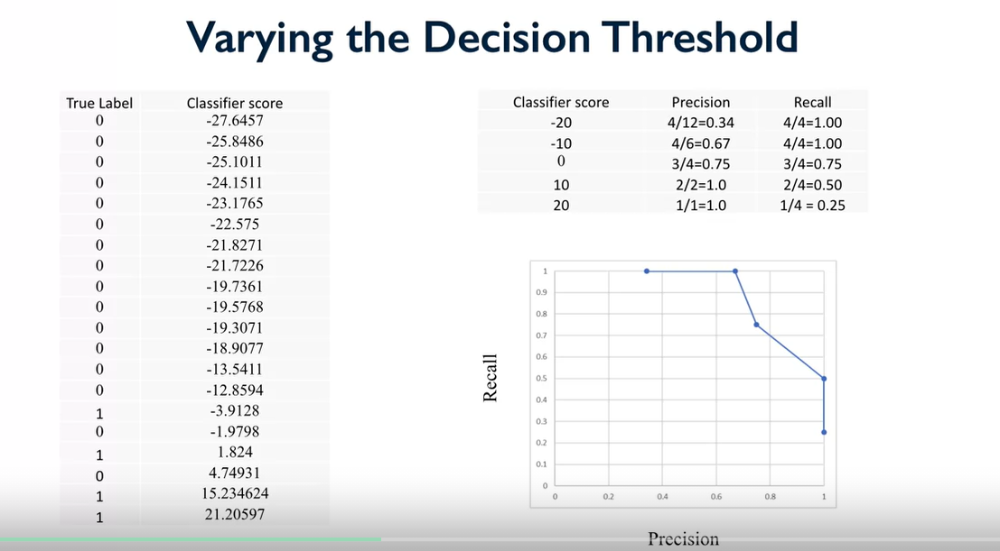 Varying the Decision Threshold
True Label Classifier score
0 -27.6457
0 -25.8486
0 -25.1011
0 -24.1511
0 -23.1765
0 -22.575
0 -21.8271
0 -21.7226
0 -19.7361
0 -19.5768
0 -19.3071
0 -18.9077
0 -13.5411
0 -12.8594
1 -3.9128
0 -1.9798
1 1.824
0 4.74931
1 15.234624
1 21.20597
Classifier score Precision Recall
-20 4/12=0.34 4/4=1.00
-10 4/6=0.67 4/4=1.00
0 3/4=0.75 3/4=0.75
10 2/2=1.0 2/4=0.50
20 1/1=1.0 1/4 = 0.25
Recall
1
0.9
0.8
0.7
0.6
0.5
0.4
0.3
0.2
0.1
0
0 0.2 0.4 0.6 0.8 1
Precision